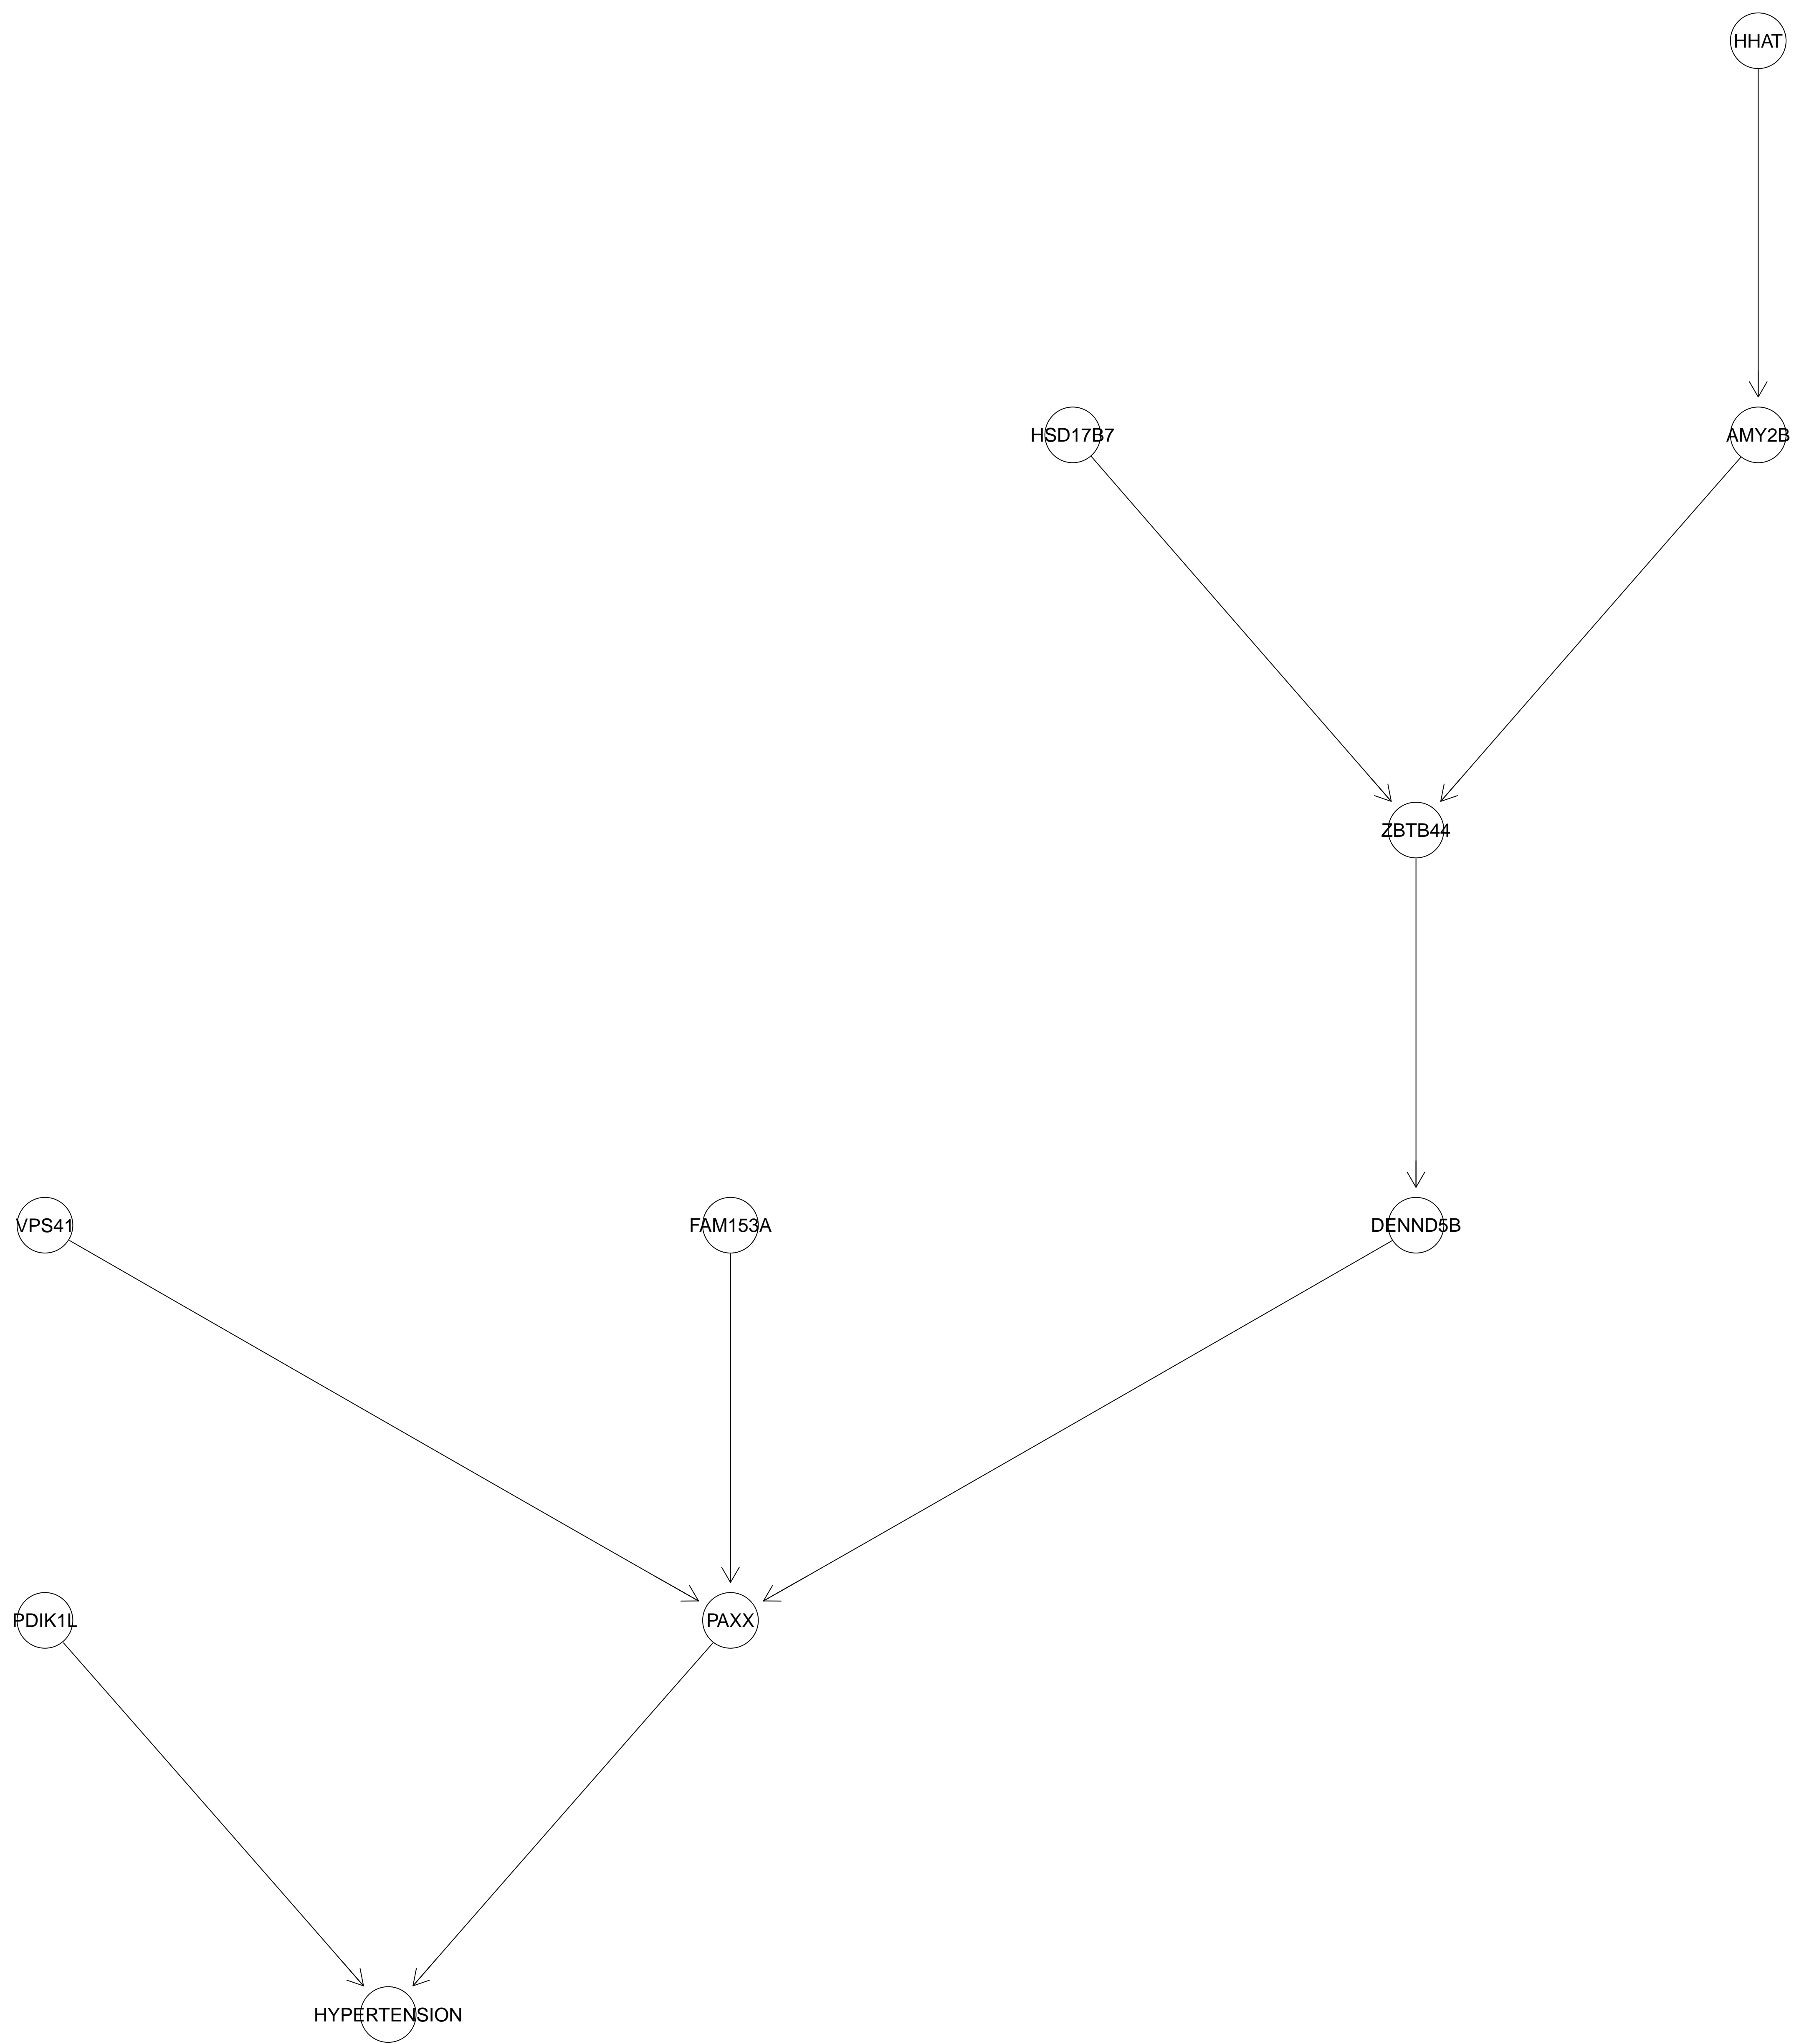 HHAT
HSD17B7
AMY2B
ZBTB44
VPS41
FAM153A
DENND5B
PDIK1L
PAXX
HYPERTENSION